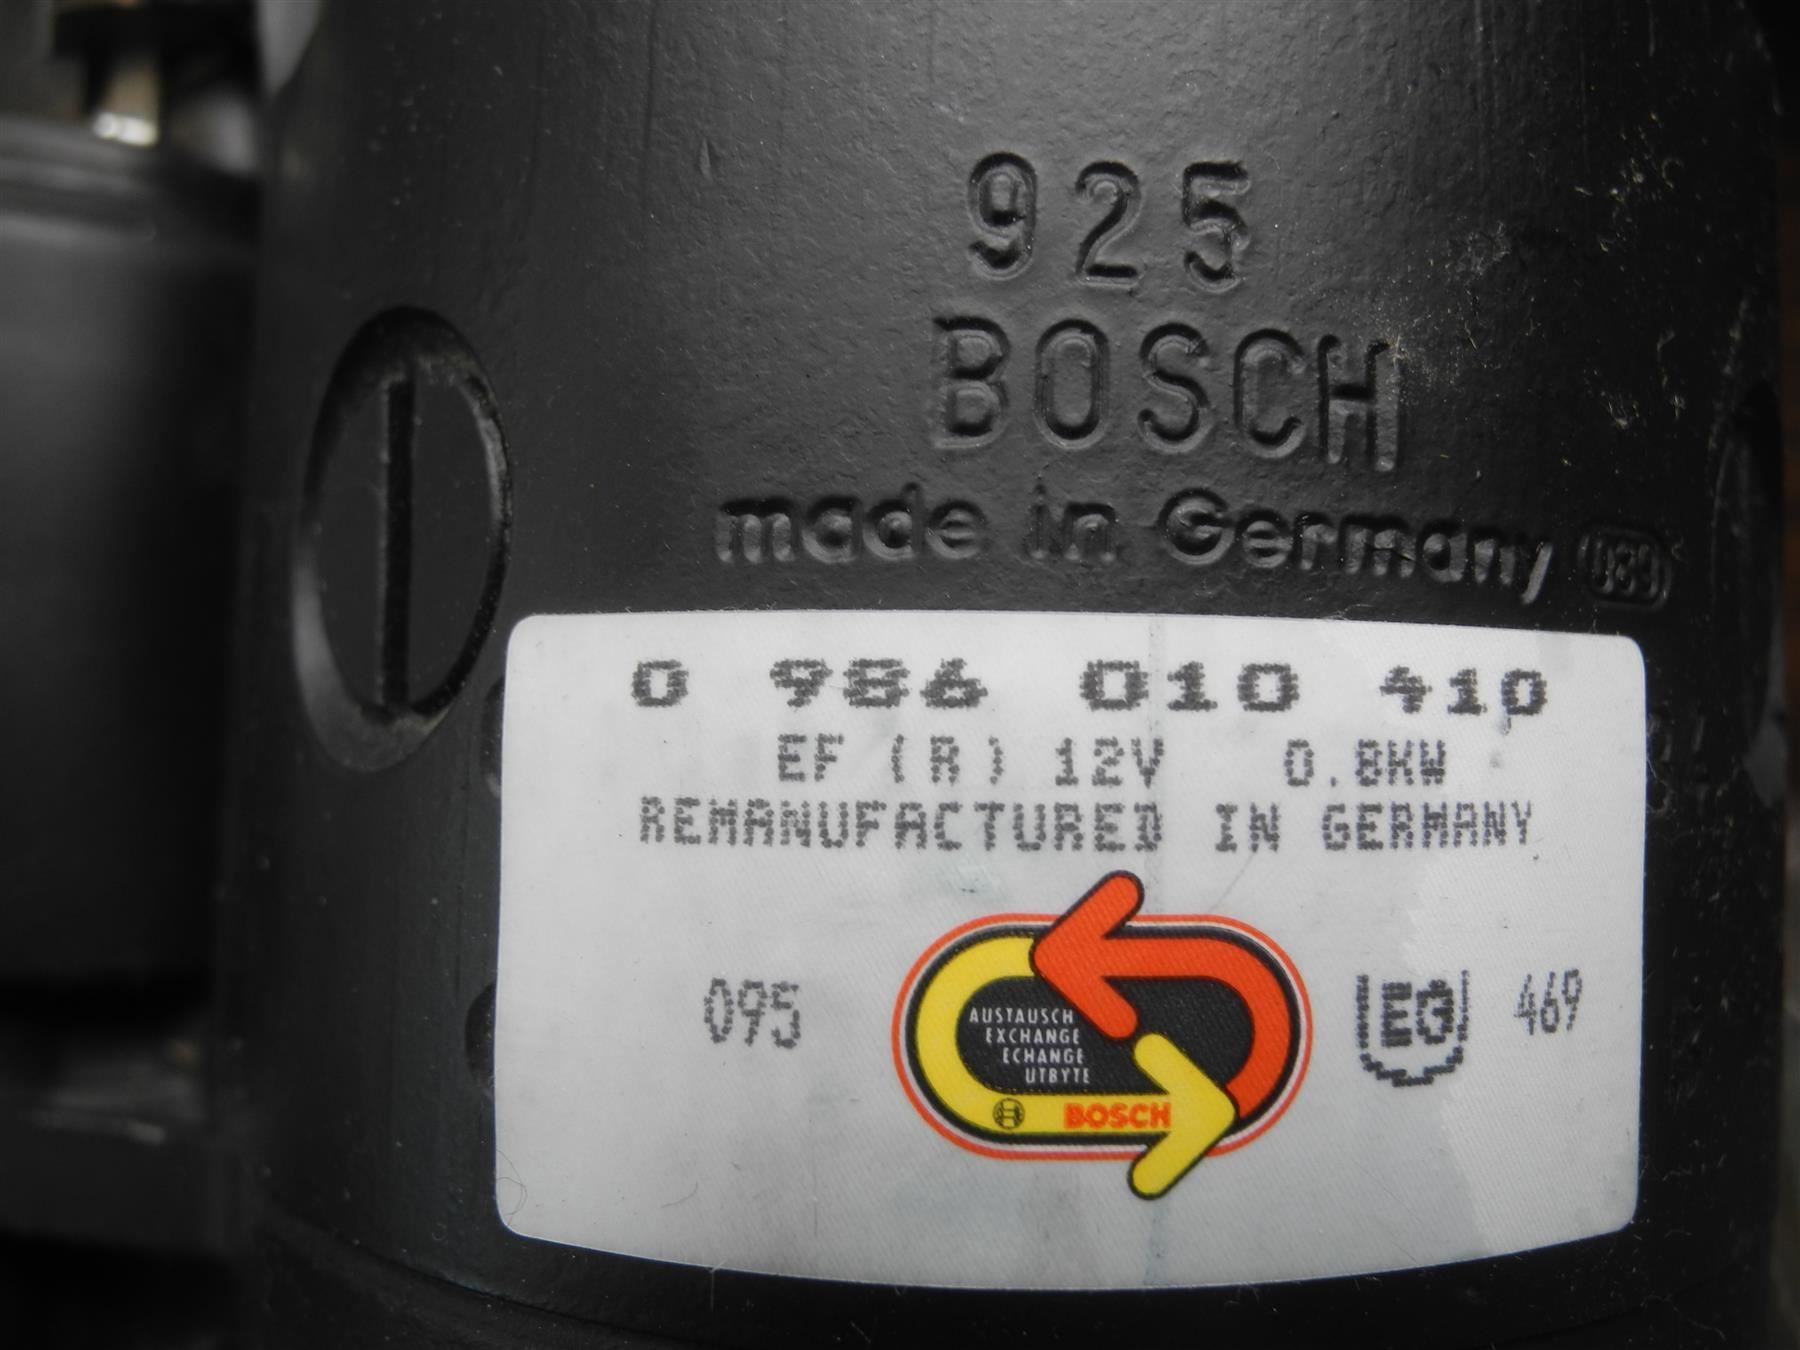 925
BOSCH
made in Germany 089
0 986 010 410
EF (R) 12V 0.8KW
REMANUFACTURED IN GERMANY
095
AUSTAUSCH
EXCHANGE
ECHANGE
UTBYTE
BOSCH
EG
469